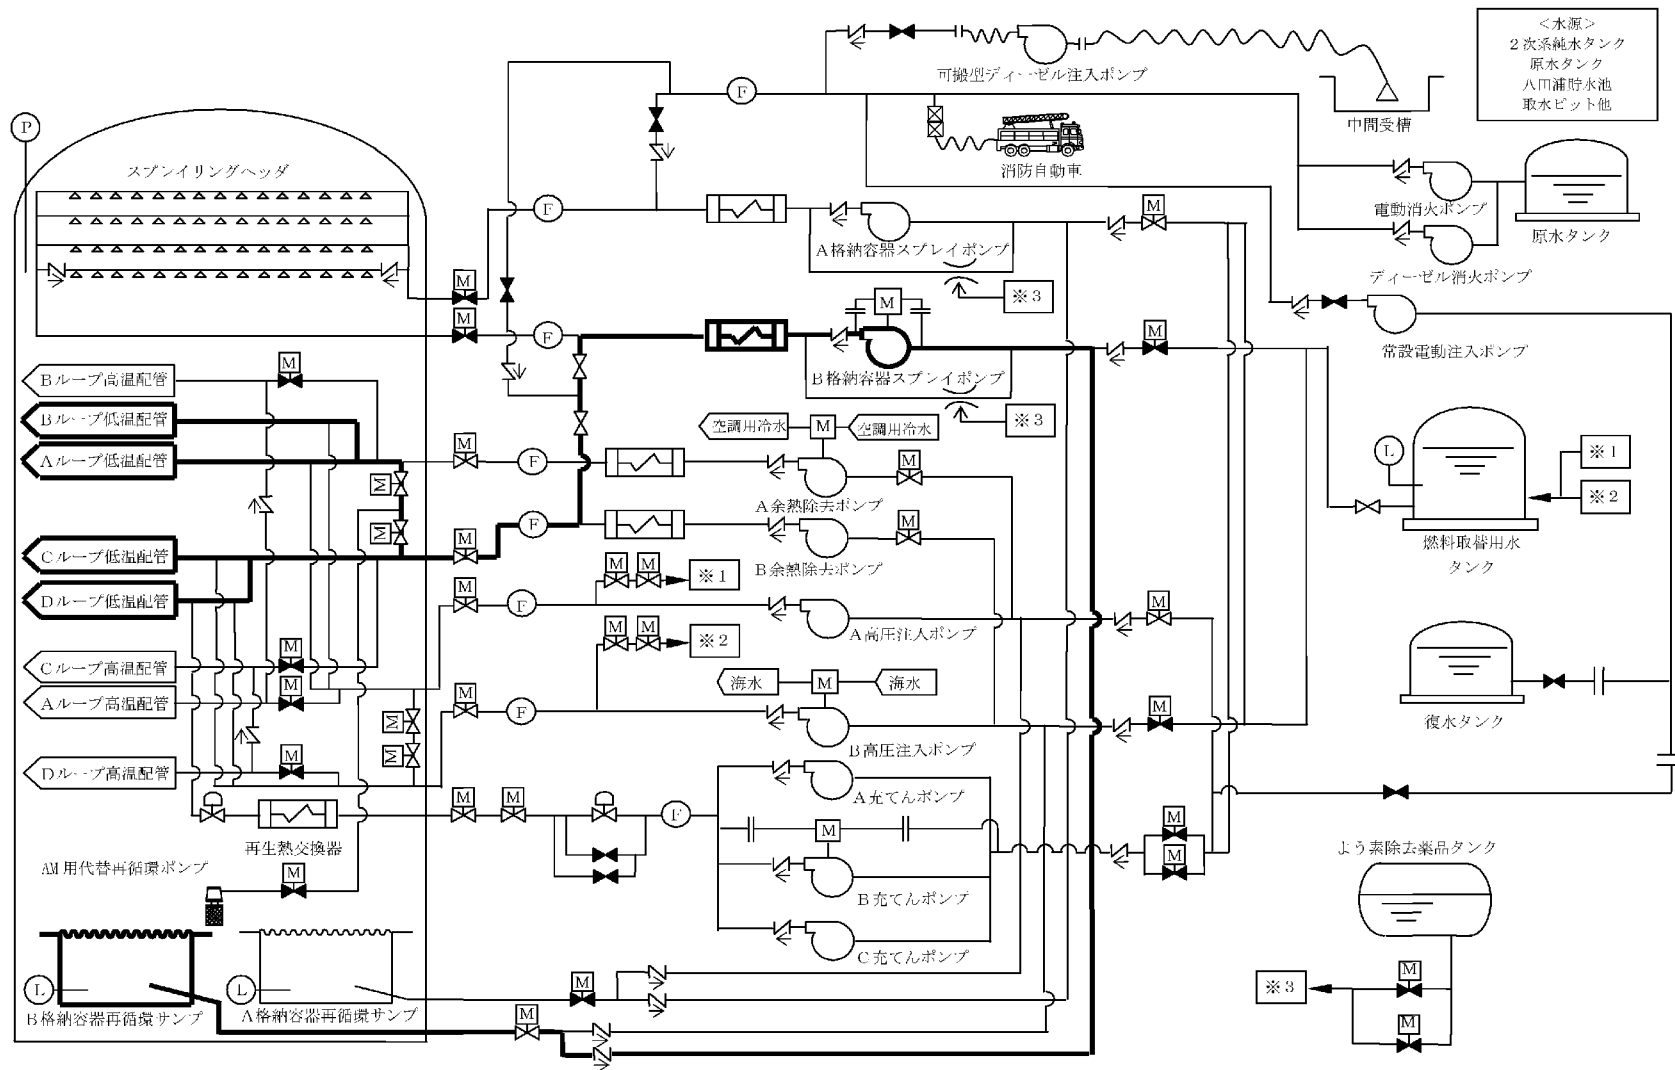 <水源>
2次系純水タンク
原水タンク
八田浦貯水池
取水ピット他
可搬型ディーゼル注入ポンプ
中間受槽
F
消防自動車
P
スプレイリングヘッダ
F
M
A格納容器スプレイポンプ
電動消火ポンプ
原水タンク
ディーゼル消火ポンプ
M
※3
M
M
F
M
常設電動注入ポンプ
M
Bループ高温配管
B格納容器スプレイポンプ
※3
Bループ低温配管
空調用冷水
M
空調用冷水
Aループ低温配管
M
F
M
L
※1
M
※2
A余熱除去ポンプ
M
M
F
M
燃料取替用水
タンク
Cループ低温配管
B余熱除去ポンプ
M
M
※1
Dループ低温配管
M
F
M
A高圧注入ポンプ
M
M
※2
M
Cループ高温配管
海水
M
海水
M
Aループ高温配管
M
F
M
M
復水タンク
B高圧注入ポンプ
M
M
Dループ高温配管
A充てんポンプ
M
M
F
M
M
再生熱交換器
M
よう素除去薬品タンク
AM用代替再循環ポンプ
M
B充てんポンプ
C充てんポンプ
M
M
※3
L
L
B格納容器再循環サンプ
A格納容器再循環サンプ
M
M